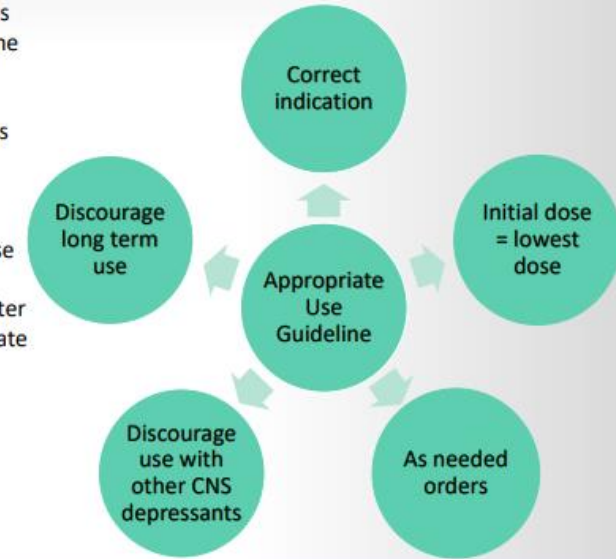 Correct
indication
Discourage
long term
use
Initial dose
= lowest
dose
Appropriate
Use
Guideline
Discourage
use with
other CNS
depressants
As needed
orders